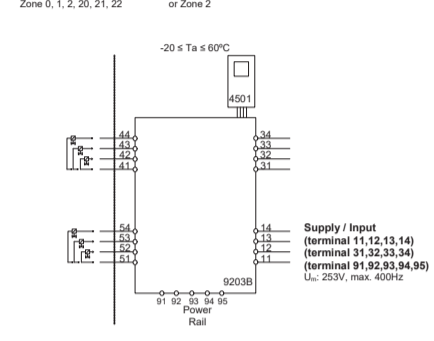 Zone 0, 1, 2, 20, 21, 22 or Zone 2
-20 ≤ Ta ≤ 60ºC
4501
44 34
43 33
42 32
41 31
54 14
53 13
52 12
51 11
Supply / Input
(terminal 11,12,13,14)
(terminal 31,32,33,34)
(terminal 91,92,93,94,95)
Um: 253V, max. 400Hz
9203B
91 92 93 94 95
Power
Rail